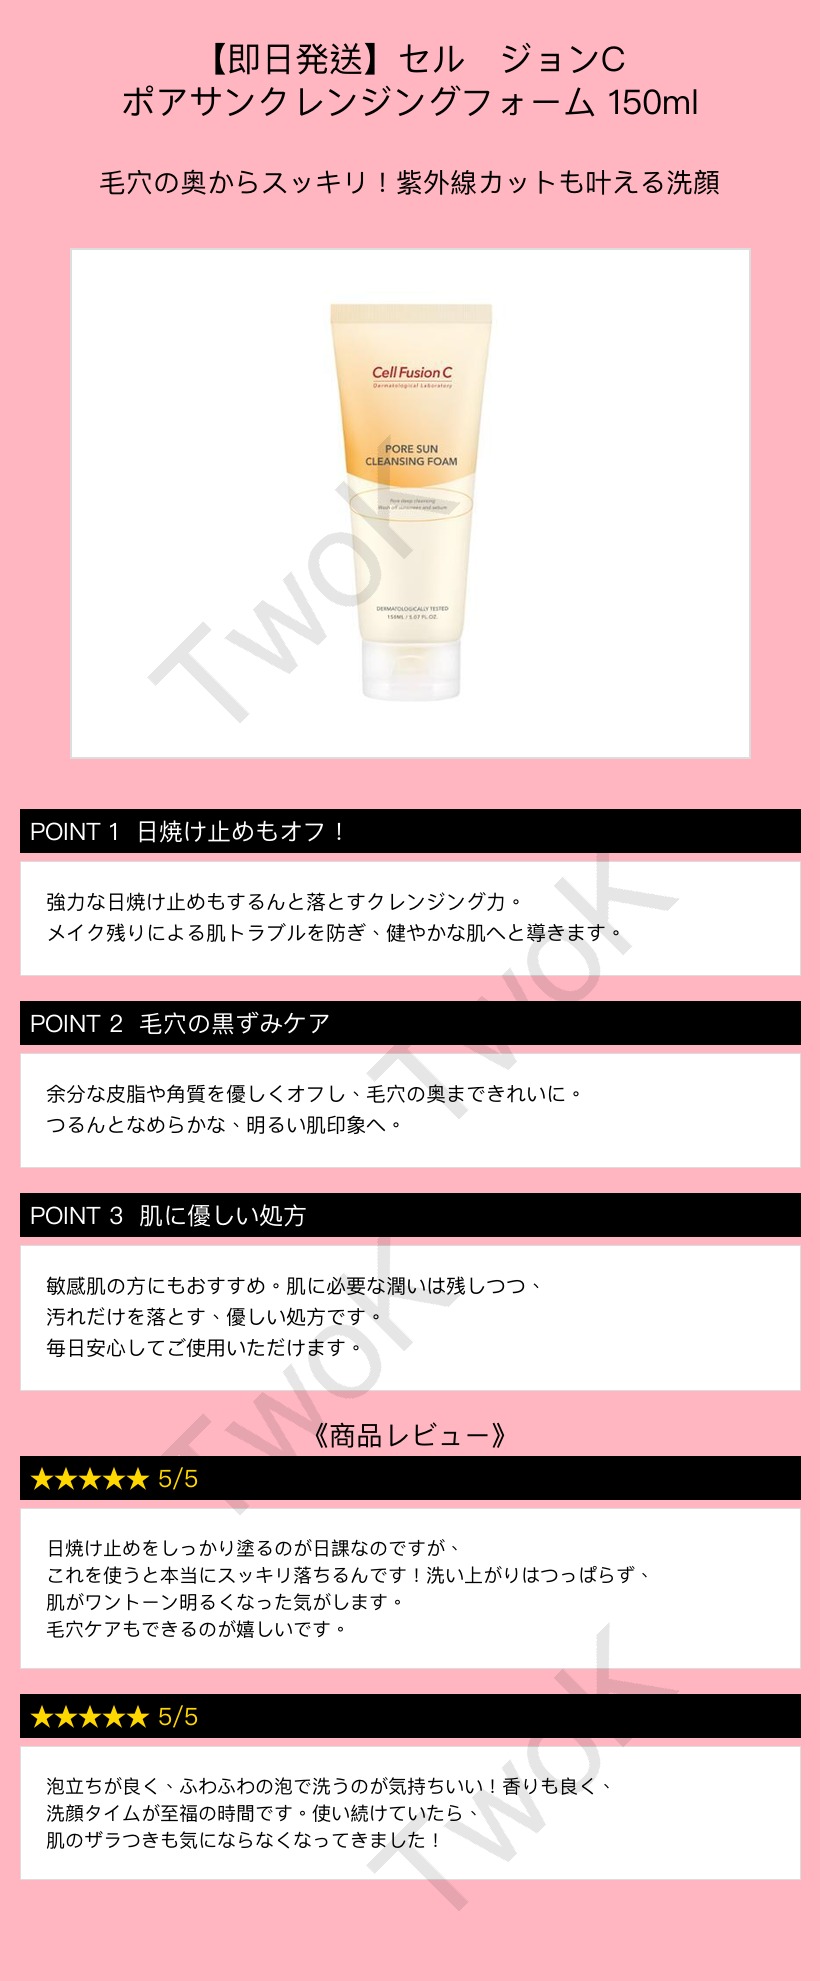 【即日発送】セル　ジョンC
ポアサンクレンジングフォーム 150ml
毛穴の奥からスッキリ！紫外線カットも叶える洗顔
Cell Fusion C
Dermatological Laboratory
PORE SUN
CLEANSING FOAM
Pore deep cleansing
Wash off sunscreen and sebum
DERMATOLOGICALLY TESTED
150ML / 5.07 FL.OZ.
TwoK
POINT 1 日焼け止めもオフ！
強力な日焼け止めもするんと落とすクレンジング力。
メイク残りによる肌トラブルを防ぎ、健やかな肌へと導きます。
TwoK
POINT 2 毛穴の黒ずみケア
余分な皮脂や角質を優しくオフし、毛穴の奥まできれいに。
つるんとなめらかな、明るい肌印象へ。
POINT 3 肌に優しい処方
敏感肌の方にもおすすめ。肌に必要な潤いは残しつつ、
汚れだけを落とす、優しい処方です。
毎日安心してご使用いただけます。
TwoK
《商品レビュー》
★★★★★ 5/5
日焼け止めをしっかり塗るのが日課なのですが、
これを使うと本当にスッキリ落ちるんです！洗い上がりはつっぱらず、
肌がワントーン明るくなった気がします。
毛穴ケアもできるのが嬉しいです。
★★★★★ 5/5
泡立ちが良く、ふわふわの泡で洗うのが気持ちいい！香りも良く、
洗顔タイムが至福の時間です。使い続けていたら、
肌のザラつきも気にならなくなってきました！
TwoK